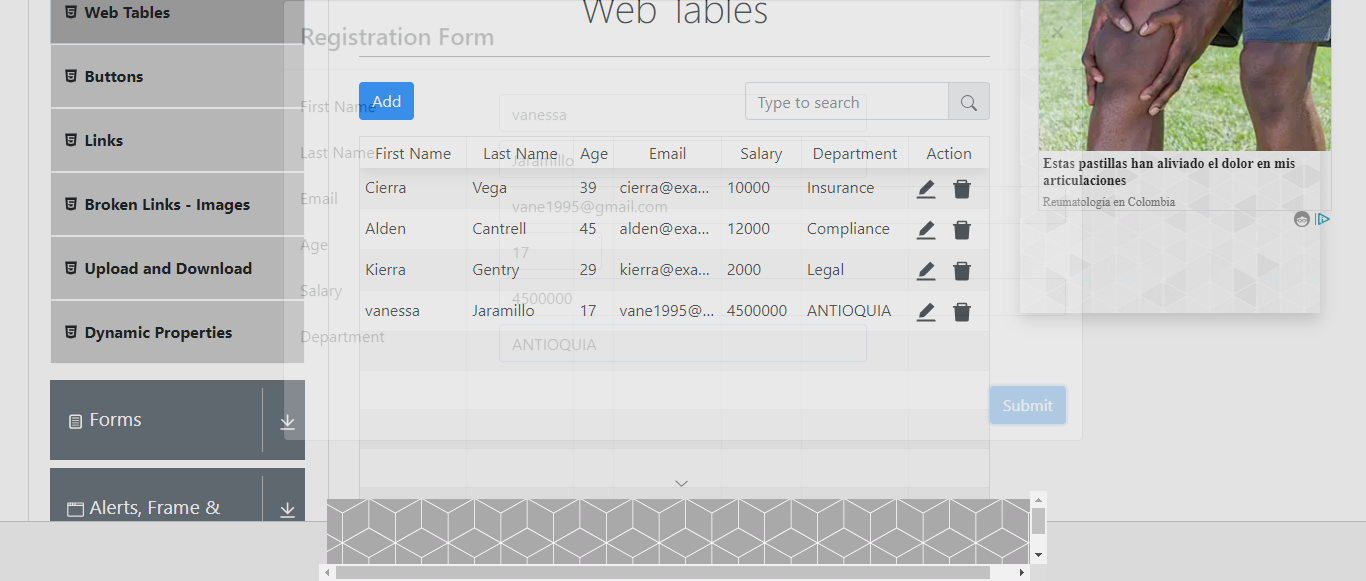 Web Tables
Buttons
Links
Broken Links - Images
Upload and Download
Dynamic Properties
Forms
Alerts, Frame &
Web Tables
Registration Form
Add
Type to search
First Name Last Name Age Email Salary Department Action
Cierra Vega 39 cierra@exa... 10000 Insurance
Alden Cantrell 45 alden@exa... 12000 Compliance
Kierra Gentry 29 kierra@exa... 2000 Legal
vanessa Jaramillo 17 vane1995@... 4500000 ANTIOQUIA
First Name vanessa
Last Name Jaramillo
Email vane1995@gmail.com
Age 17
Salary 4500000
Department ANTIOQUIA
Submit
Estas pastillas han aliviado el dolor en mis
articulaciones
Reumatología en Colombia